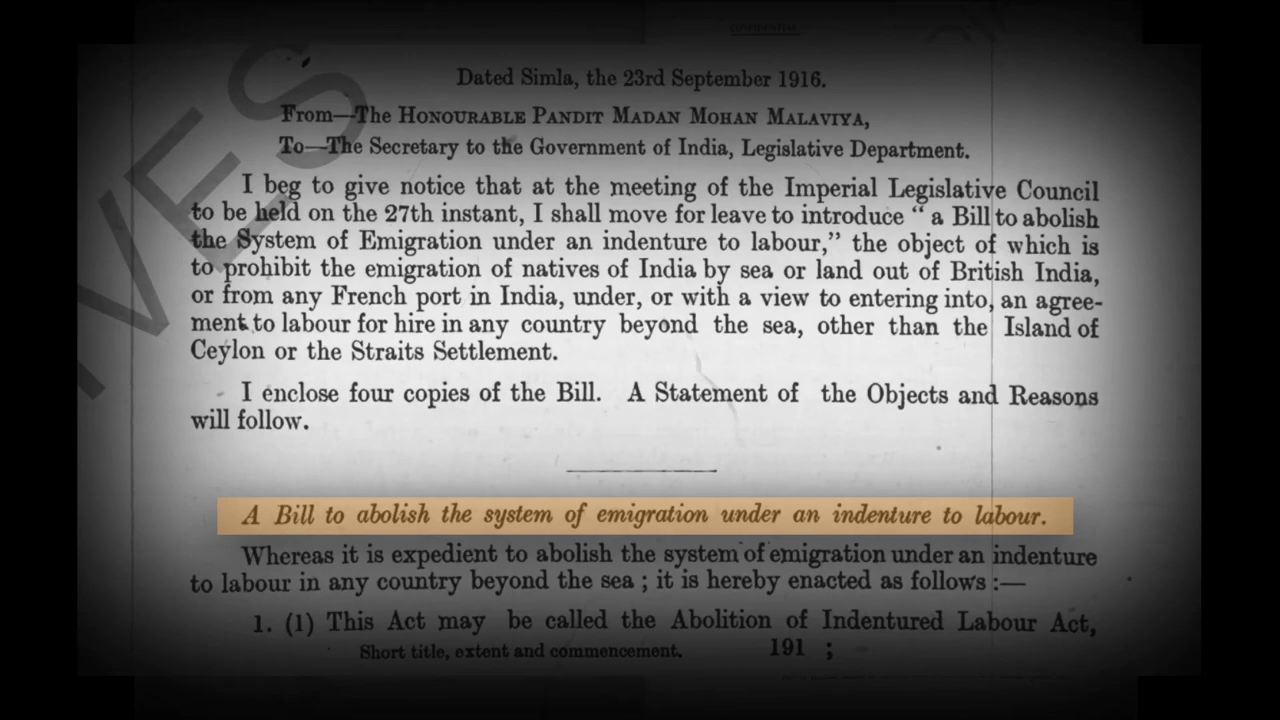 CONFIDENTIAL
IVES
Dated Simla, the 23rd September 1916.
From—The HONOURABLE PANDIT MADAN MOHAN MALAVIYA,
To—The Secretary to the Government of India, Legislative Department.
I beg to give notice that at the meeting of the Imperial Legislative Council
to be held on the 27th instant, I shall move for leave to introduce “ a Bill to abolish
the System of Emigration under an indenture to labour,” the object of which is
to prohibit the emigration of natives of India by sea or land out of British India,
or from any French port in India, under, or with a view to entering into, an agree-
ment to labour for hire in any country beyond the sea, other than the Island of
Ceylon or the Straits Settlement.
I enclose four copies of the Bill. A Statement of the Objects and Reasons
will follow.
A Bill to abolish the system of emigration under an indenture to labour.
Whereas it is expedient to abolish the system of emigration under an indenture
to labour in any country beyond the sea ; it is hereby enacted as follows :—
1. (1) This Act may be called the Abolition of Indentured Labour Act,
Short title, extent and commencement. 191 ;